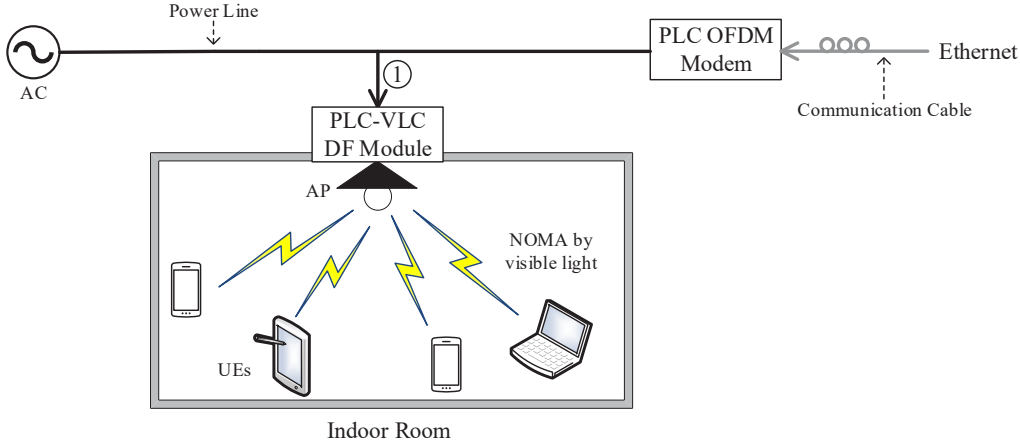 Power Line
AC
1
PLC OFDM
Modem
Ethernet
Communication Cable
PLC-VLC
DF Module
AP
NOMA by
visible light
UEs
Indoor Room